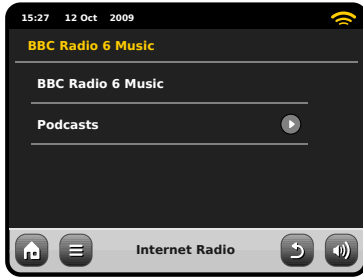 15:27 12 Oct 2009
BBC Radio 6 Music
BBC Radio 6 Music
Podcasts
Internet Radio